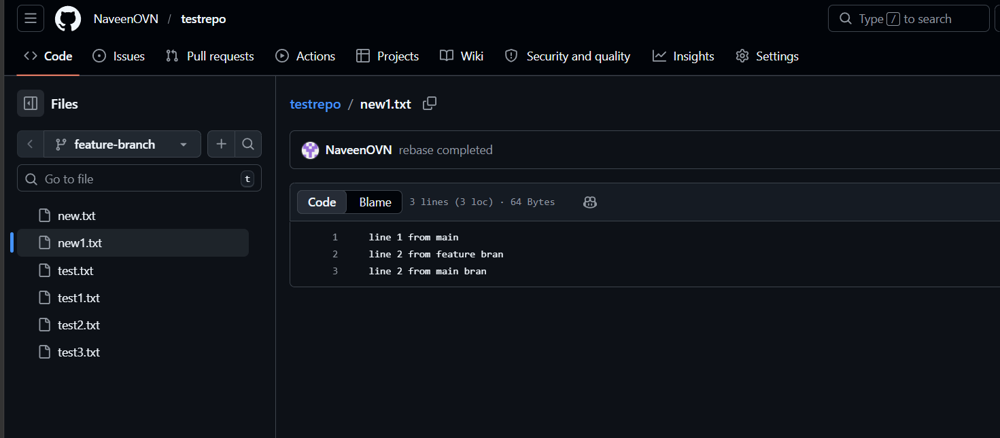 NaveenOVN / testrepo
Type / to search
Code Issues Pull requests Actions Projects Wiki Security and quality Insights Settings
Files
feature-branch
Go to file t
new.txt
new1.txt
test.txt
test1.txt
test2.txt
test3.txt
testrepo / new1.txt
NaveenOVN rebase completed
Code Blame 3 lines (3 loc) · 64 Bytes
1 line 1 from main
2 line 2 from feature bran
3 line 2 from main bran